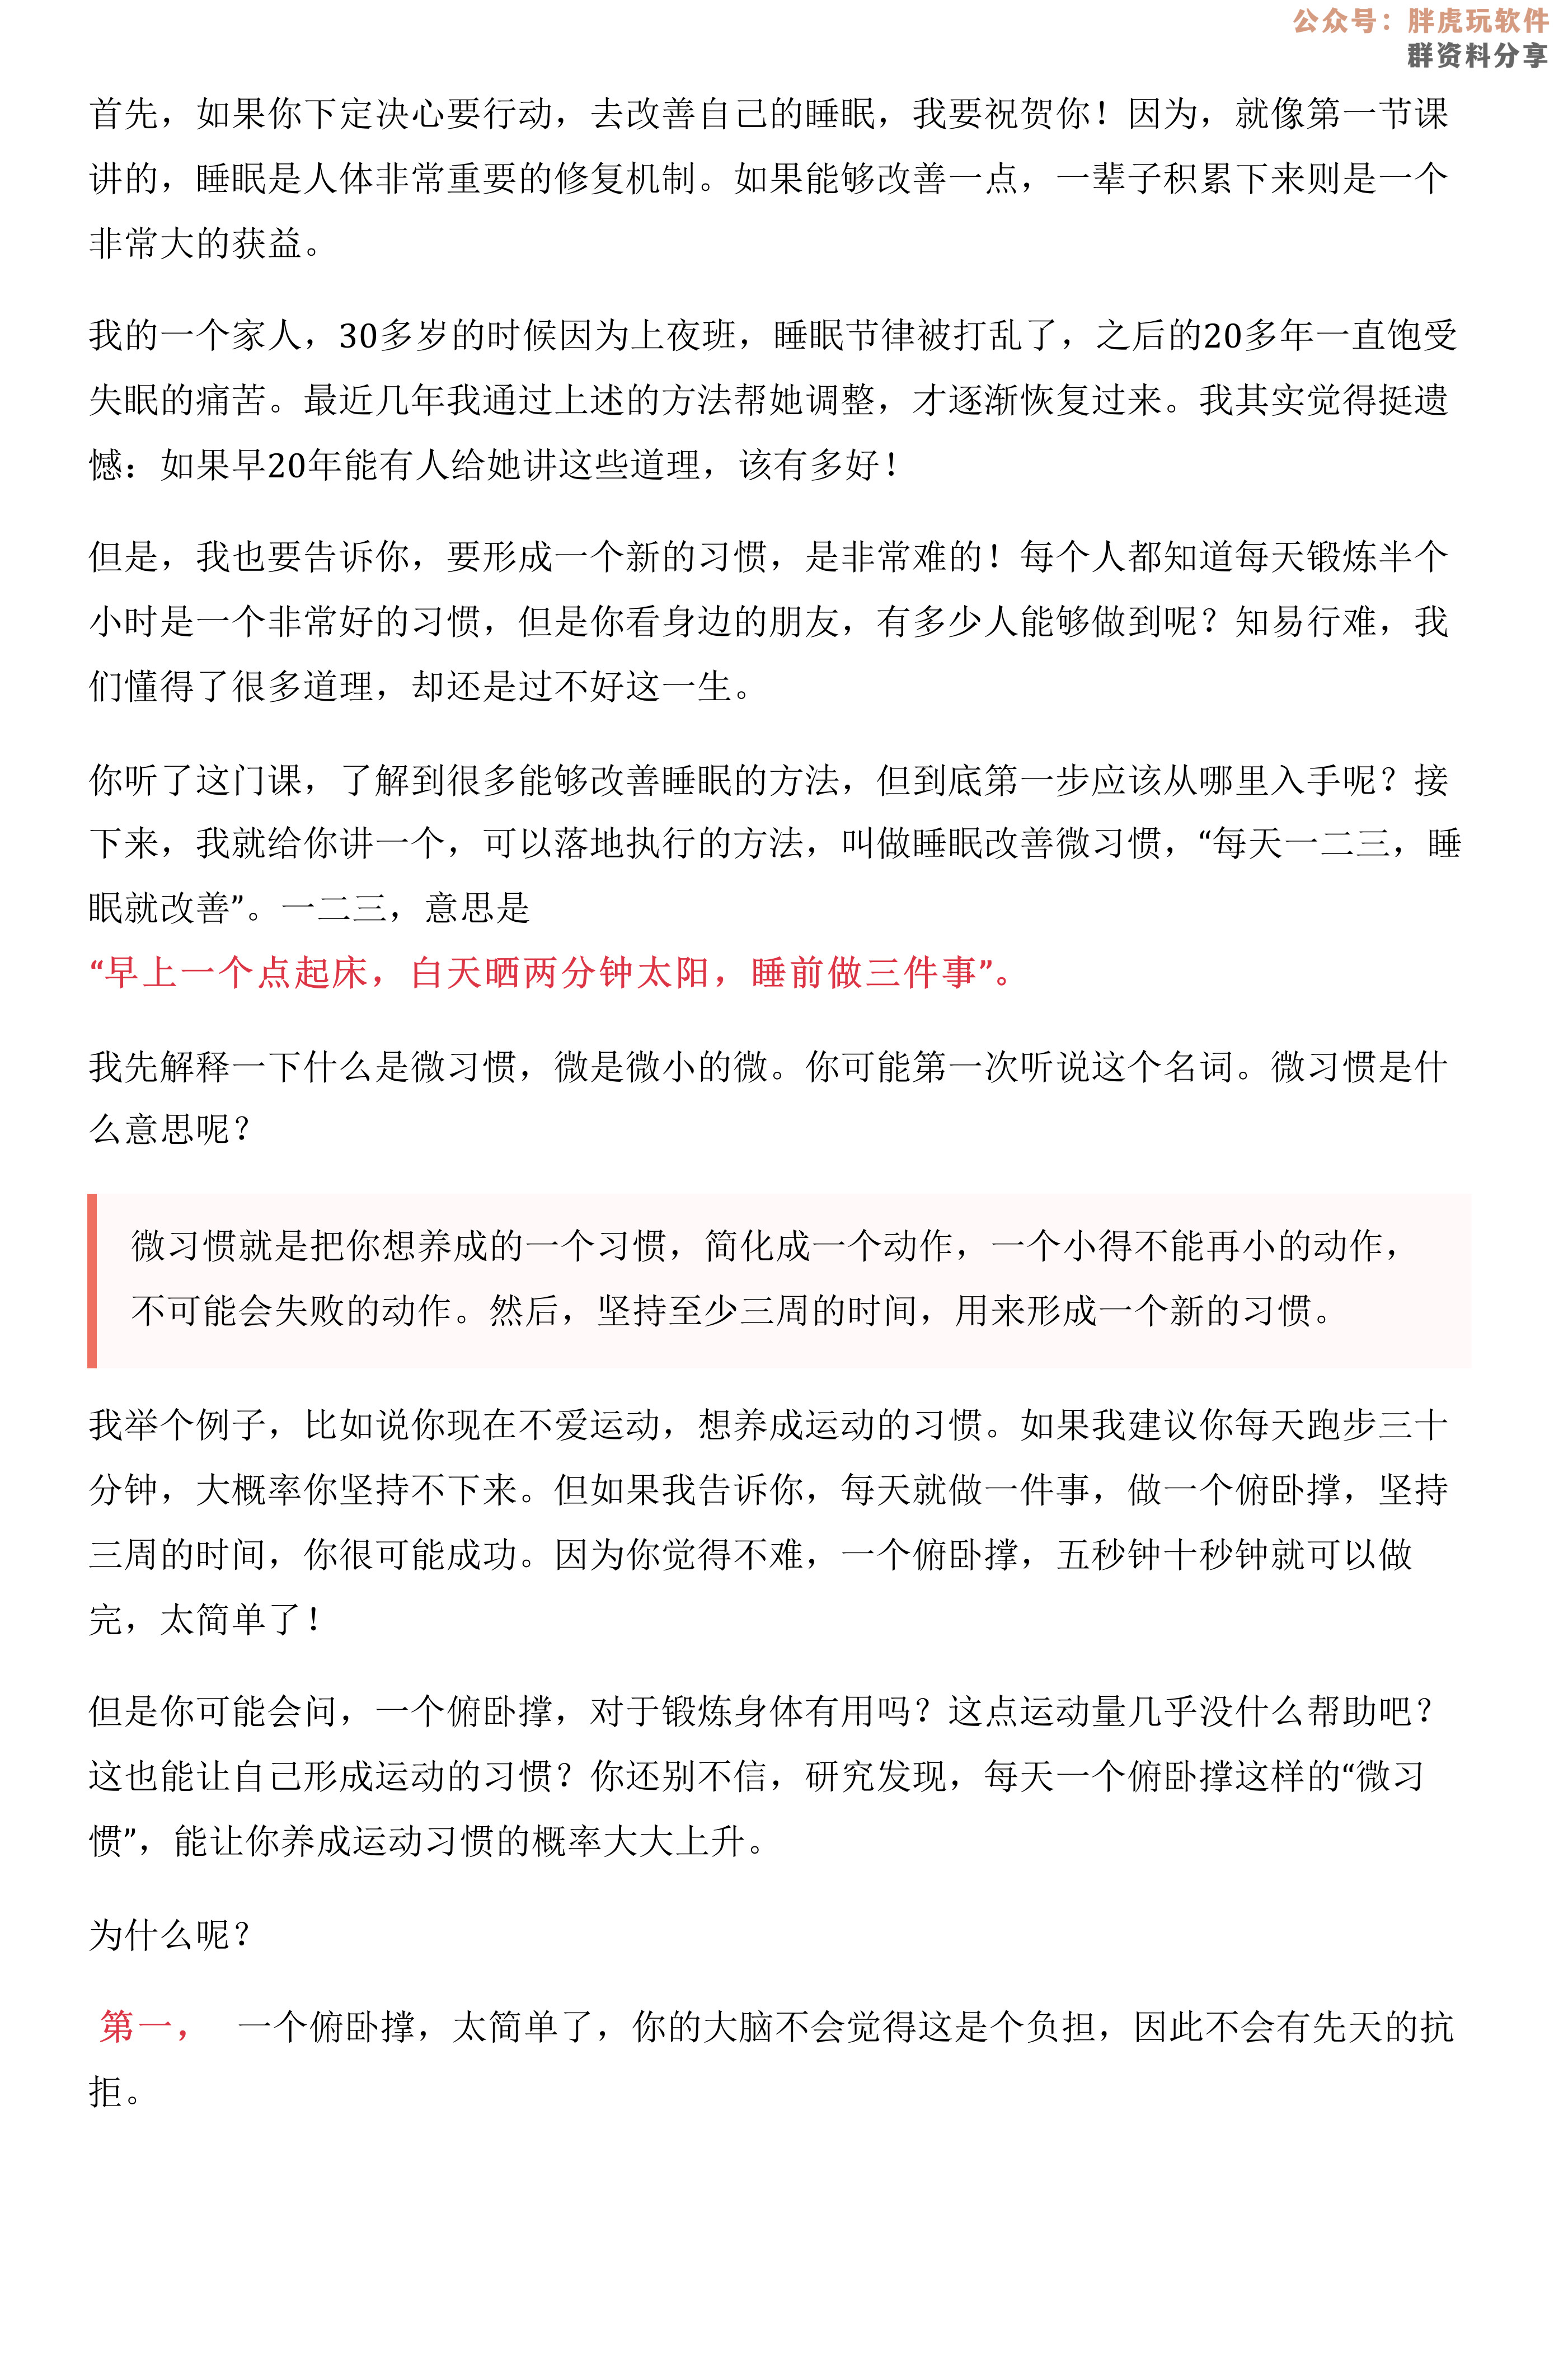 公众号：胖虎玩软件
群资料分享
首先，如果你下定决心要行动，去改善自己的睡眠，我要祝贺你！因为，就像第一节课
讲的，睡眠是人体非常重要的修复机制。如果能够改善一点，一辈子积累下来则是一个
非常大的获益。
我的一个家人，30多岁的时候因为上夜班，睡眠节律被打乱了，之后的20多年一直饱受
失眠的痛苦。最近几年我通过上述的方法帮她调整，才逐渐恢复过来。我其实觉得挺遗
憾：如果早20年能有人给她讲这些道理，该有多好！
但是，我也要告诉你，要形成一个新的习惯，是非常难的！每个人都知道每天锻炼半个
小时是一个非常好的习惯，但是你看身边的朋友，有多少人能够做到呢？知易行难，我
们懂得了很多道理，却还是过不好这一生。
你听了这门课，了解到很多能够改善睡眠的方法，但到底第一步应该从哪里入手呢？接
下来，我就给你讲一个，可以落地执行的方法，叫做睡眠改善微习惯，“每天一二三，睡
眠就改善”。一二三，意思是
“早上一个点起床，白天晒两分钟太阳，睡前做三件事”。
我先解释一下什么是微习惯，微是微小的微。你可能第一次听说这个名词。微习惯是什
么意思呢？
微习惯就是把你想养成的一个习惯，简化成一个动作，一个小得不能再小的动作，
不可能会失败的动作。然后，坚持至少三周的时间，用来形成一个新的习惯。
我举个例子，比如说你现在不爱运动，想养成运动的习惯。如果我建议你每天跑步三十
分钟，大概率你坚持不下来。但如果我告诉你，每天就做一件事，做一个俯卧撑，坚持
三周的时间，你很可能成功。因为你觉得不难，一个俯卧撑，五秒钟十秒钟就可以做
完，太简单了！
但是你可能会问，一个俯卧撑，对于锻炼身体有用吗？这点运动量几乎没什么帮助吧？
这也能让自己形成运动的习惯？你还别不信，研究发现，每天一个俯卧撑这样的“微习
惯”，能让你养成运动习惯的概率大大上升。
为什么呢？
第一， 一个俯卧撑，太简单了，你的大脑不会觉得这是个负担，因此不会有先天的抗
拒。